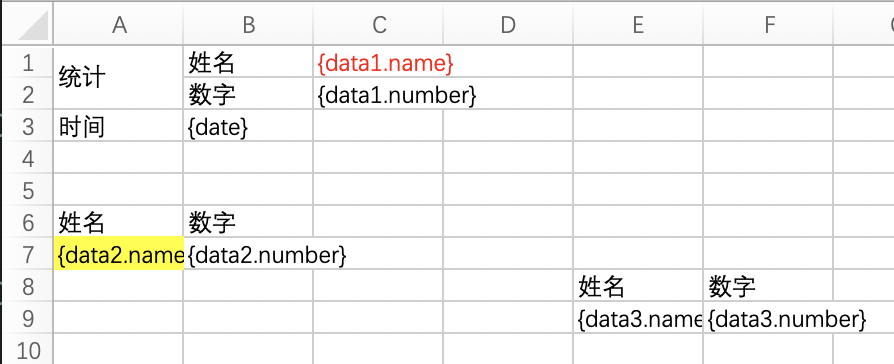 A B C D E F
1 姓名 {data1.name}
统计
2 数字 {data1.number}
3 时间 {date}
4
5
6 姓名 数字
7 {data2.name {data2.number}
8 姓名 数字
9 {data3.name {data3.number}
10